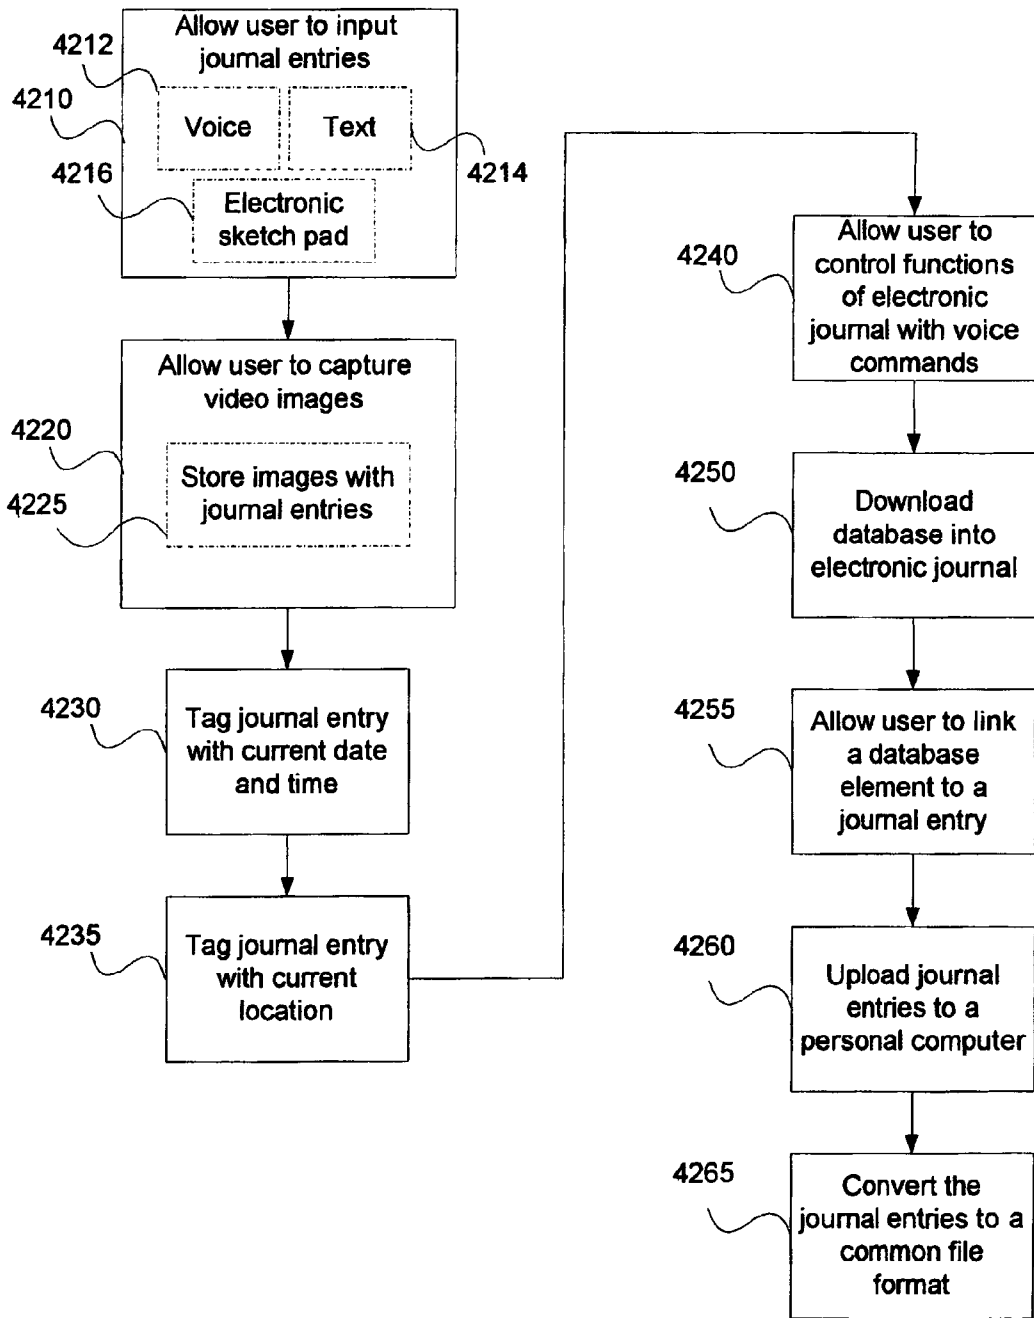 Allow user to input
journal entries
4212
4210
Voice
Text
4216
4214
Electronic
sketch pad
Allow user to capture
video images
4220
4225
Store images with
journal entries
4230
Tag journal entry
with current date
and time
4235
Tag journal entry
with current
location
4240
Allow user to
control functions
of electronic
journal with voice
commands
4250
Download
database into
electronic journal
4255
Allow user to link
a database
element to a
journal entry
4260
Upload journal
entries to a
personal computer
4265
Convert the
journal entries to a
common file
format